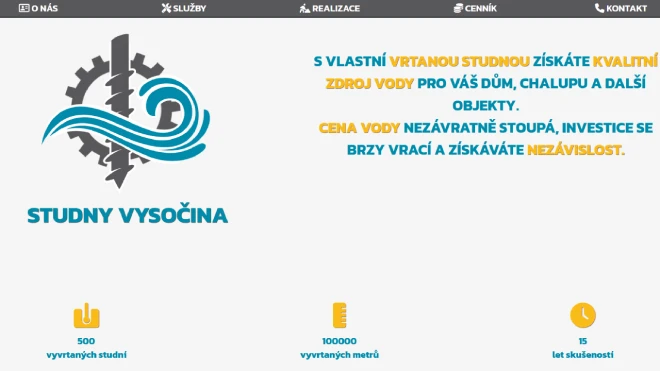 O NÁS SLUŽBY REALIZACE CENNÍK KONTAKT
S VLASTNÍ VRTANOU STUDNOU ZÍSKÁTE KVALITNÍ
ZDROJ VODY PRO VÁŠ DŮM, CHALUPU A DALŠÍ
OBJEKTY.
CENA VODY NEZÁVRATNĚ STOUPÁ, INVESTICE SE
BRZY VRACÍ A ZÍSKÁVÁTE NEZÁVISLOST.
STUDNY VYSOČINA
500 100000 15
vyvrtaných studní vyvrtaných metrů let skušeností